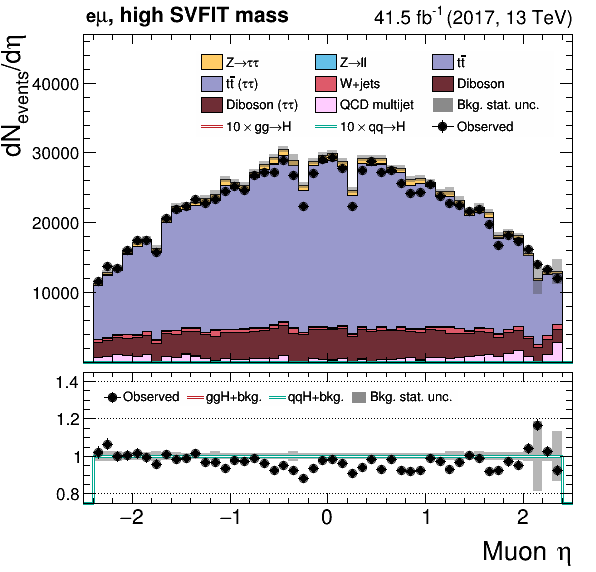 eμ, high SVFIT mass 41.5 fb⁻¹ (2017, 13 TeV)
dN_events/dη
Z→ττ Z→ll tt̄
tt̄ (ττ) W+jets Diboson
Diboson (ττ) QCD multijet Bkg. stat. unc.
10 × gg→H 10 × qq→H Observed
40000
30000
20000
10000
Observed ggH+bkg. qqH+bkg. Bkg. stat. unc.
1.4
1.2
1
0.8
−2 −1 0 1 2
Muon η